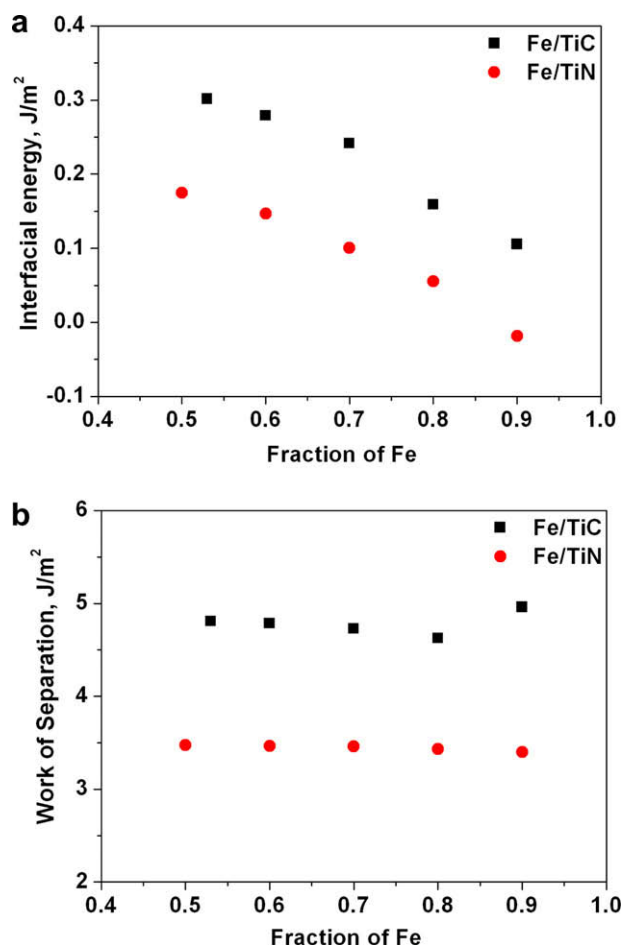 a
Interfacial energy, J/m²
0.4
0.3
0.2
0.1
0.0
-0.1
Fe/TiC
Fe/TiN
0.4 0.5 0.6 0.7 0.8 0.9 1.0
Fraction of Fe
b
Work of Separation, J/m²
6
5
4
3
2
Fe/TiC
Fe/TiN
0.4 0.5 0.6 0.7 0.8 0.9 1.0
Fraction of Fe